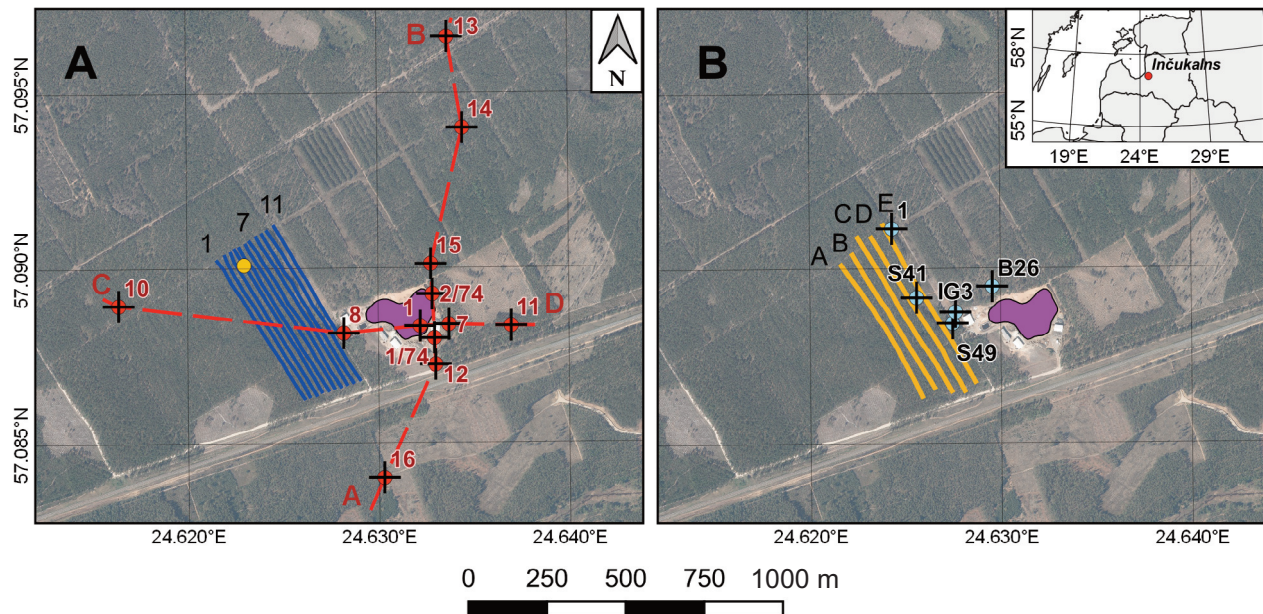 A
B
13
N
14
1
7
11
15
C
10
2/74
D
8
1
7
11
1/74
12
16
A
57.095°N
57.090°N
57.085°N
24.620°E
24.630°E
24.640°E
B
58°N
55°N
Inčukalns
19°E
24°E
29°E
A
B
C
D
E
1
S41
IG3
B26
S49
24.620°E
24.630°E
24.640°E
0
250
500
750
1000 m